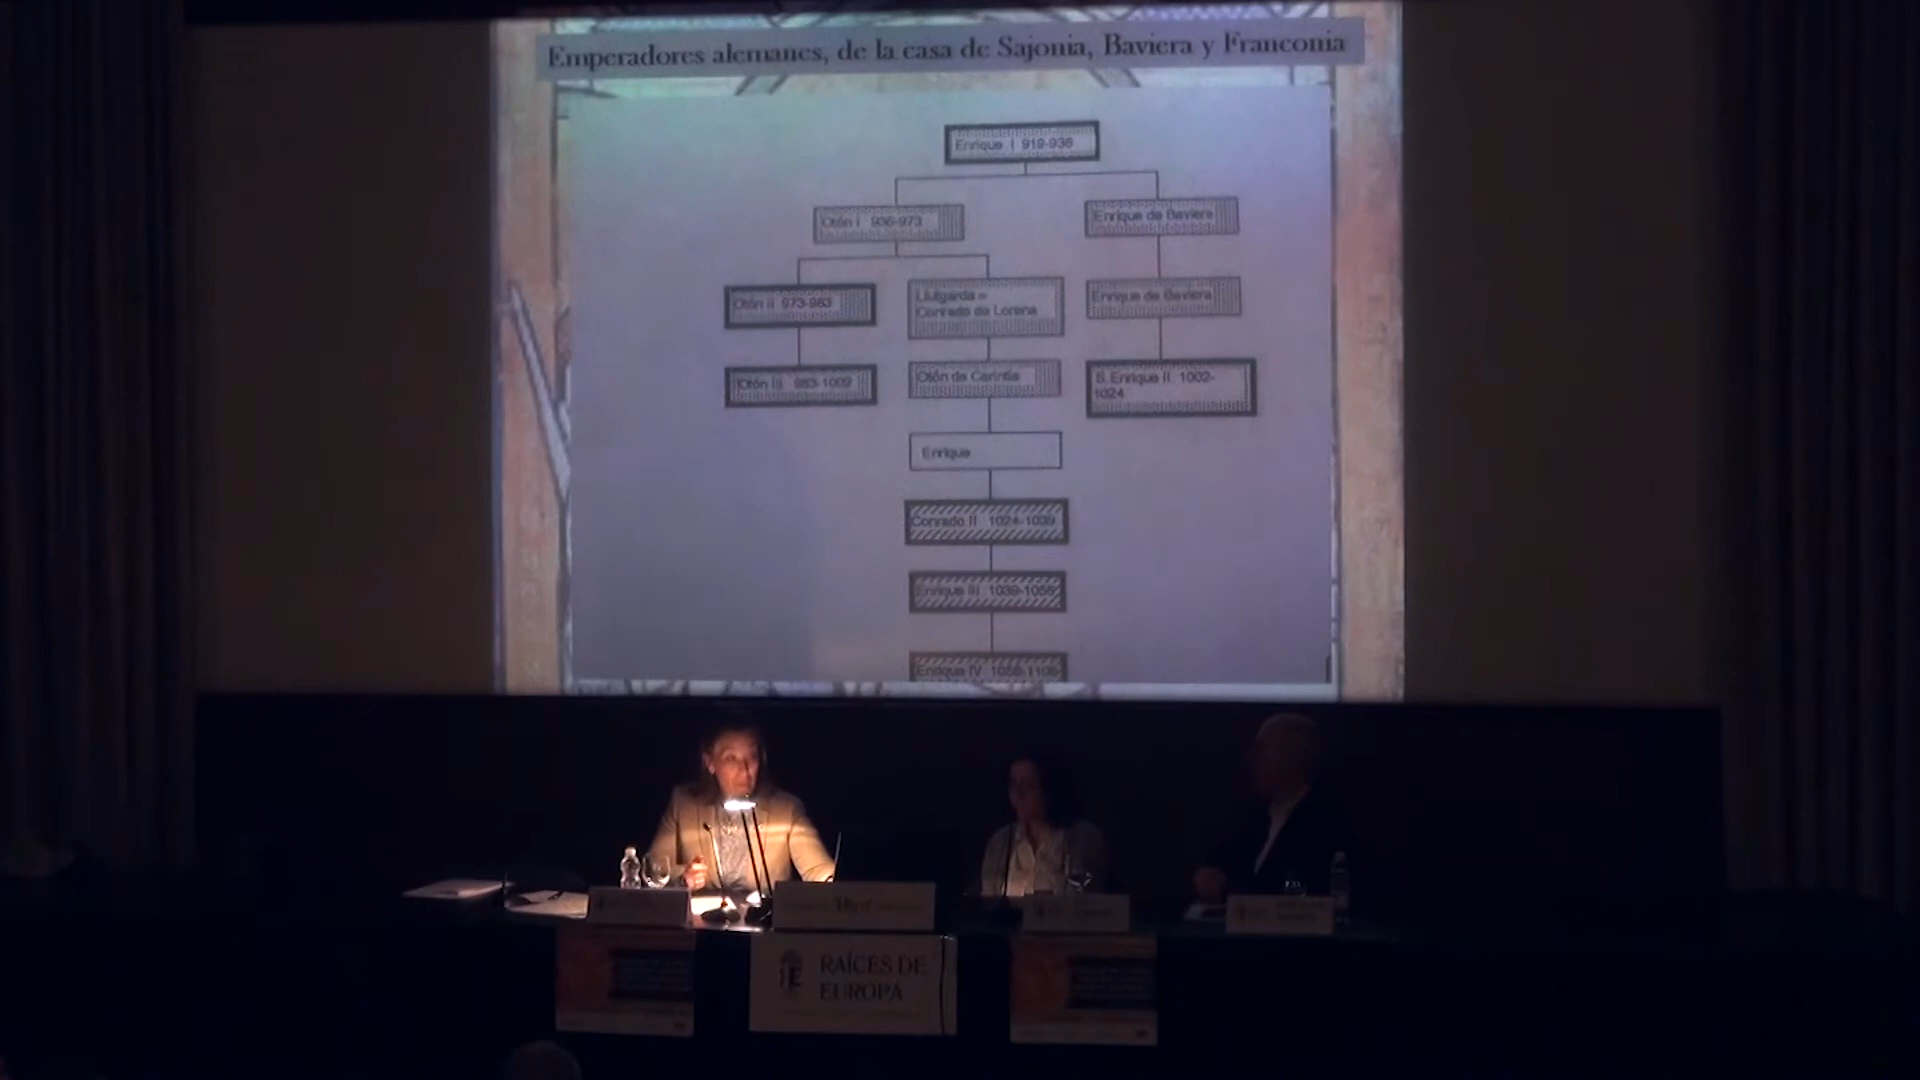 Emperadores alemanes, de la casa de Sajonia, Baviera y Franconia
Enrique I 919-936
Otón I 936-973
Enrique de Baviera
Otón II 973-983
Liutgarda =
Conrado de Lorena
Enrique de Baviera
Otón III 983-1002
Otón de Carintia
S. Enrique II 1002-
1024
Enrique
Conrado II 1024-1039
Enrique III 1039-1056
Enrique IV 1056-1106
RAÍCES DE
EUROPA